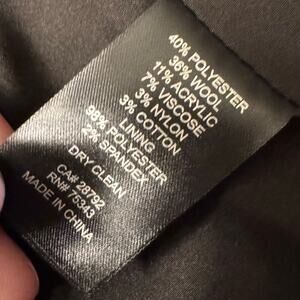 40% POLYESTER
36% WOOL
11% ACRYLIC
7% VISCOSE
3% NYLON
3% COTTON
LINING
98% POLYESTER
2% SPANDEX
DRY CLEAN
CA# 28792
RN# 75343
MADE IN CHINA